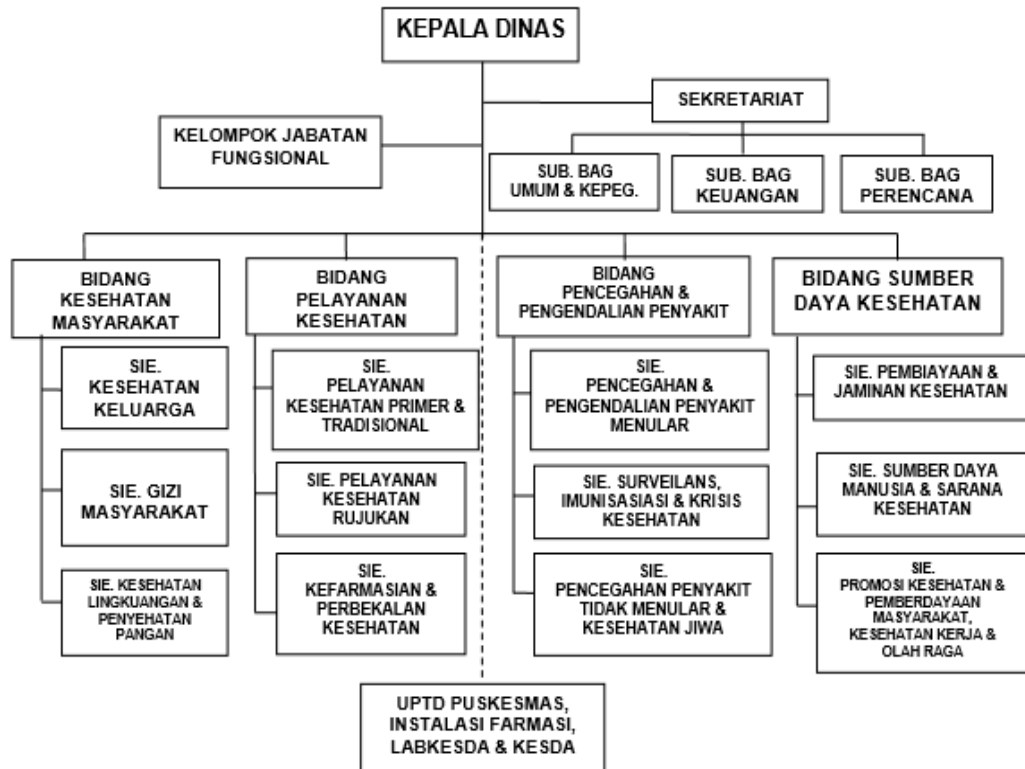 KEPALA DINAS
SEKRETARIAT
KELOMPOK JABATAN
FUNGSIONAL
SUB. BAG
UMUM & KEPEG.
SUB. BAG
KEUANGAN
SUB. BAG
PERENCANA
BIDANG
KESEHATAN
MASYARAKAT
SIE.
KESEHATAN
KELUARGA
SIE. GIZI
MASYARAKAT
SIE. KESEHATAN
LINGKUANGAN &
PENYEHATAN
PANGAN
BIDANG
PELAYANAN
KESEHATAN
SIE.
PELAYANAN
KESEHATAN PRIMER &
TRADISIONAL
SIE. PELAYANAN
KESEHATAN
RUJUKAN
SIE.
KEFARMASIAN &
PERBEKALAN
KESEHATAN
BIDANG
PENCEGAHAN &
PENGENDALIAN PENYAKIT
SIE.
PENCEGAHAN &
PENGENDALIAN PENYAKIT
MENULAR
SIE. SURVEILANS,
IMUNISASIASI & KRISIS
KESEHATAN
SIE.
PENCEGAHAN PENYAKIT
TIDAK MENULAR &
KESEHATAN JIWA
BIDANG SUMBER
DAYA KESEHATAN
SIE. PEMBIAYAAN &
JAMINAN KESEHATAN
SIE. SUMBER DAYA
MANUSIA & SARANA
KESEHATAN
SIE.
PROMOSI KESEHATAN &
PEMBERDAYAAN
MASYARAKAT,
KESEHATAN KERJA &
OLAH RAGA
UPTD PUSKESMAS,
INSTALASI FARMASI,
LABKESDA & KESDA